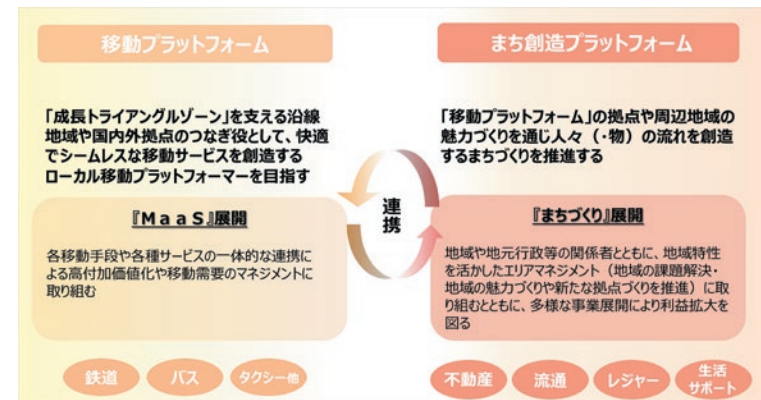 移動プラットフォーム
「成長トライアングルゾーン」を支える沿線
地域や国内外拠点のつなぎ役として、快適
でシームレスな移動サービスを創造する
ローカル移動プラットフォーマーを目指す
『ＭａａＳ』展開
各移動手段や各種サービスの一体的な連携
による高付加価値化や移動需要のマネジメントに
取り組む
鉄道
バス
タクシー他
連
携
まち創造プラットフォーム
「移動プラットフォーム」の拠点や周辺地域の
魅力づくりを通じ人々（・物）の流れを創造
するまちづくりを推進する
『まちづくり』展開
地域や地元行政等の関係者とともに、地域特性
を活かしたエリアマネジメント（地域の課題解決・
地域の魅力づくりや新たな拠点づくりを推進）に取
り組むとともに、多様な事業展開により利益拡大を
図る
不動産
流通
レジャー
生活
サポート